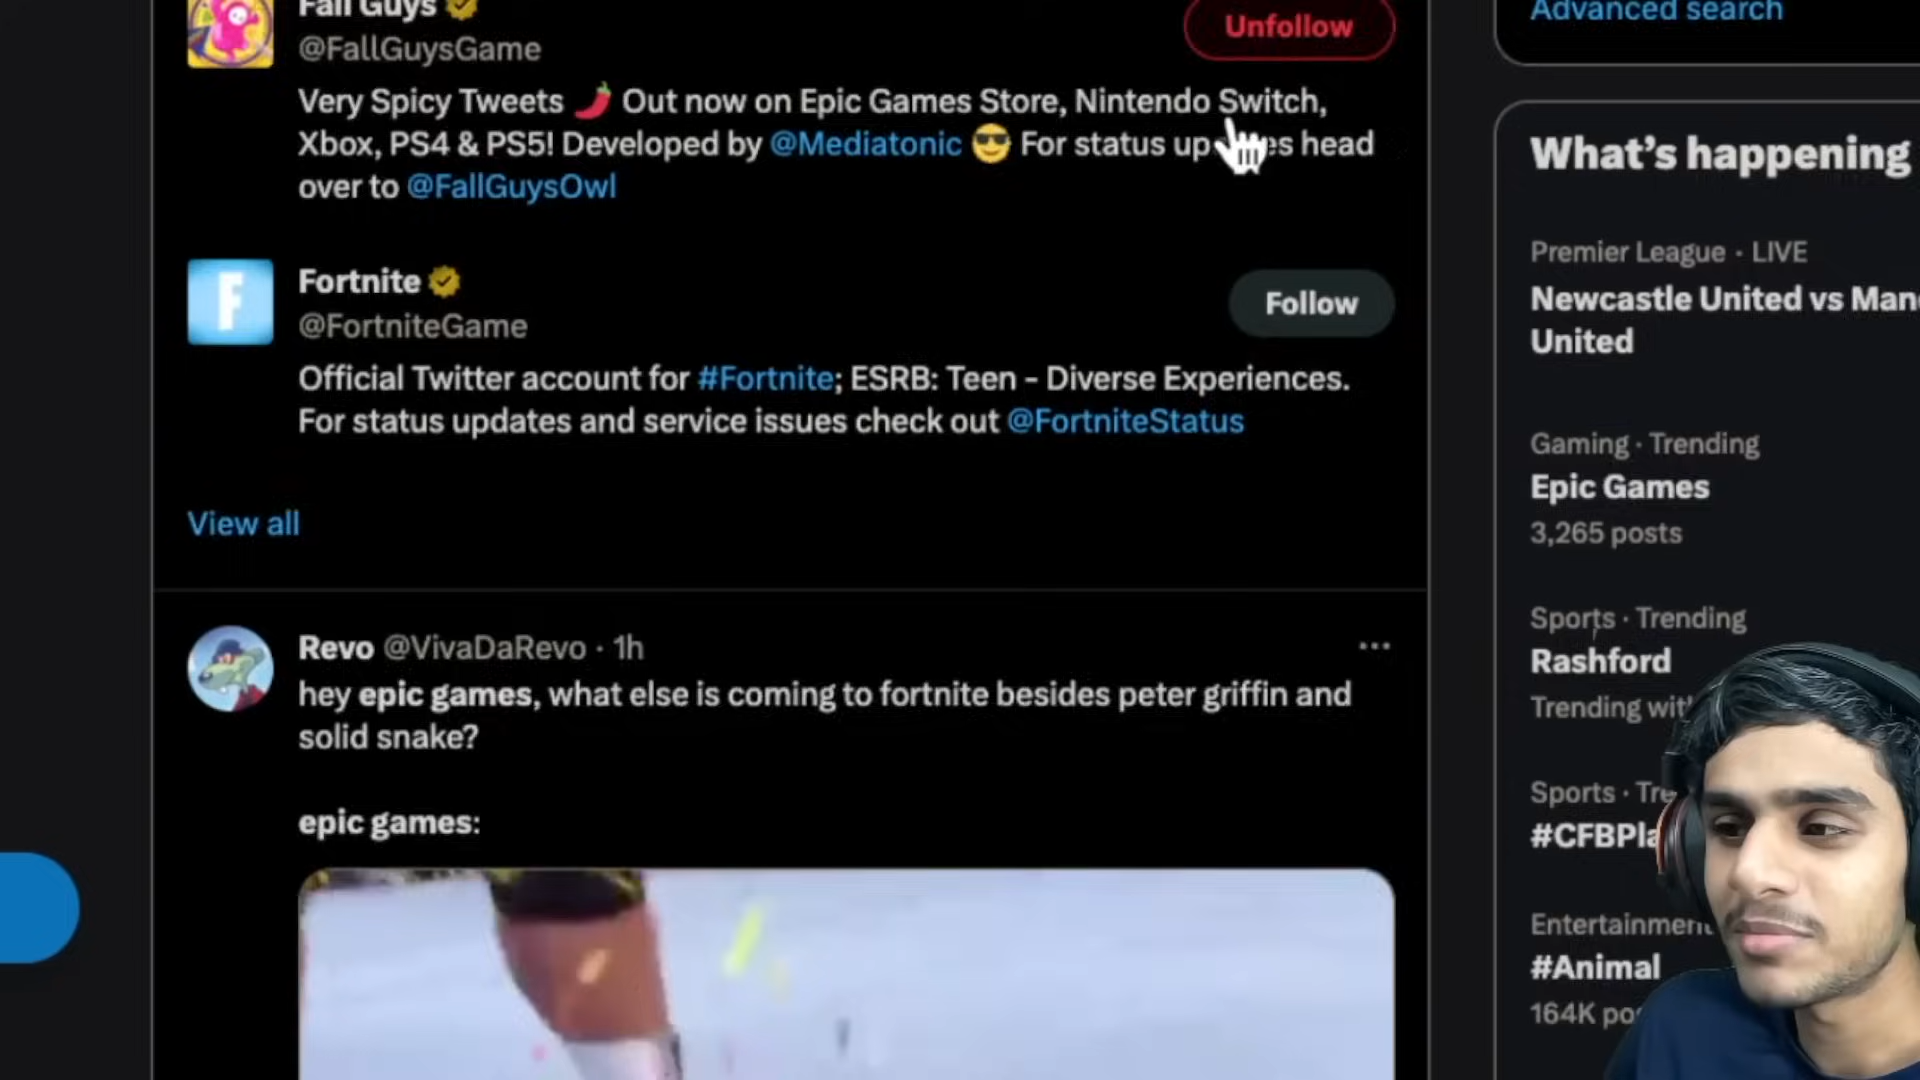 Fall Guys
@FallGuysGame
Unfollow
Very Spicy Tweets 🌶️ Out now on Epic Games Store, Nintendo Switch,
Xbox, PS4 & PS5! Developed by @Mediatonic 😎 For status up es head
over to @FallGuysOwl
F
Fortnite
@FortniteGame
Follow
Official Twitter account for #Fortnite; ESRB: Teen - Diverse Experiences.
For status updates and service issues check out @FortniteStatus
View all
Revo @VivaDaRevo · 1h
hey epic games, what else is coming to fortnite besides peter griffin and
solid snake?
epic games:
Advanced search
What's happening
Premier League · LIVE
Newcastle United vs Man
United
Gaming · Trending
Epic Games
3,265 posts
Sports · Trending
Rashford
Trending wit
Sports · Tre
#CFBPla
Entertainmen
#Animal
164K po